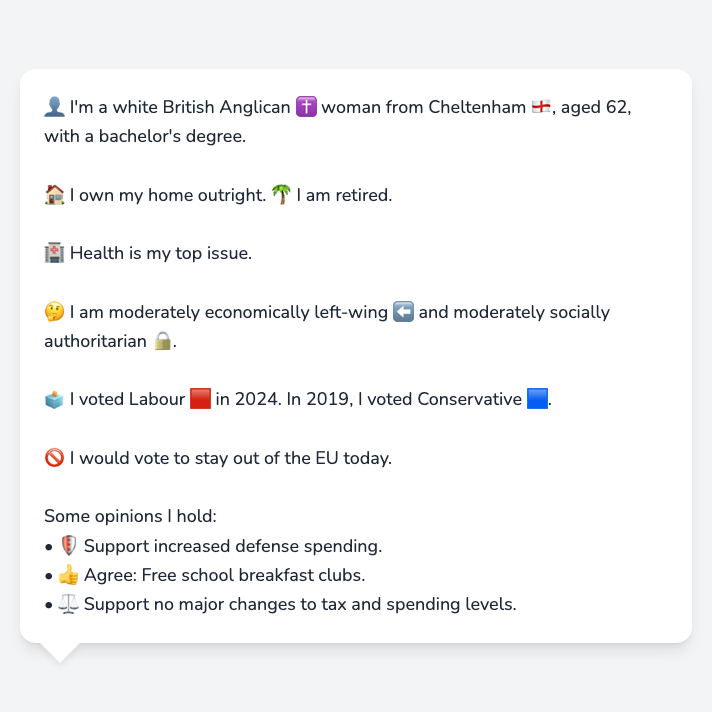 👤 I'm a white British Anglican ✝️ woman from Cheltenham 🏴󠁧󠁢󠁥󠁮󠁧󠁿, aged 62,
with a bachelor's degree.
🏠 I own my home outright. 🌴 I am retired.
🏥 Health is my top issue.
🤔 I am moderately economically left-wing ⬅️ and moderately socially
authoritarian 🔒.
🗳️ I voted Labour 🟥 in 2024. In 2019, I voted Conservative 🟦.
🚫 I would vote to stay out of the EU today.
Some opinions I hold:
• 🛡️ Support increased defense spending.
• 👍 Agree: Free school breakfast clubs.
• ⚖️ Support no major changes to tax and spending levels.